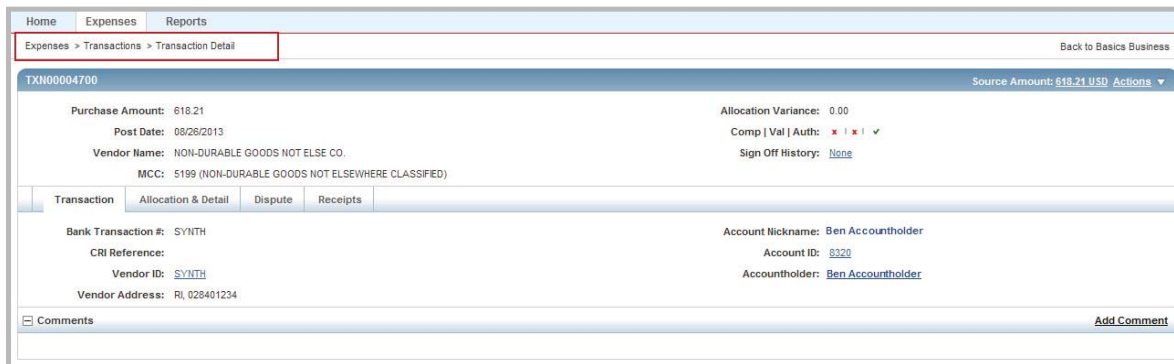 Home Expenses Reports
Expenses > Transactions > Transaction Detail Back to Basics Business
TXN00004700 Source Amount: 618.21 USD Actions
Purchase Amount: 618.21 Allocation Variance: 0.00
Post Date: 08/26/2013 Comp | Val | Auth: x | x | ✓
Vendor Name: NON-DURABLE GOODS NOT ELSE CO. Sign Off History: None
MCC: 5199 (NON-DURABLE GOODS NOT ELSEWHERE CLASSIFIED)
Transaction Allocation & Detail Dispute Receipts
Bank Transaction #: SYNTH Account Nickname: Ben Accountholder
CRI Reference: Account ID: 8320
Vendor ID: SYNTH Accountholder: Ben Accountholder
Vendor Address: RI, 028401234
Comments Add Comment